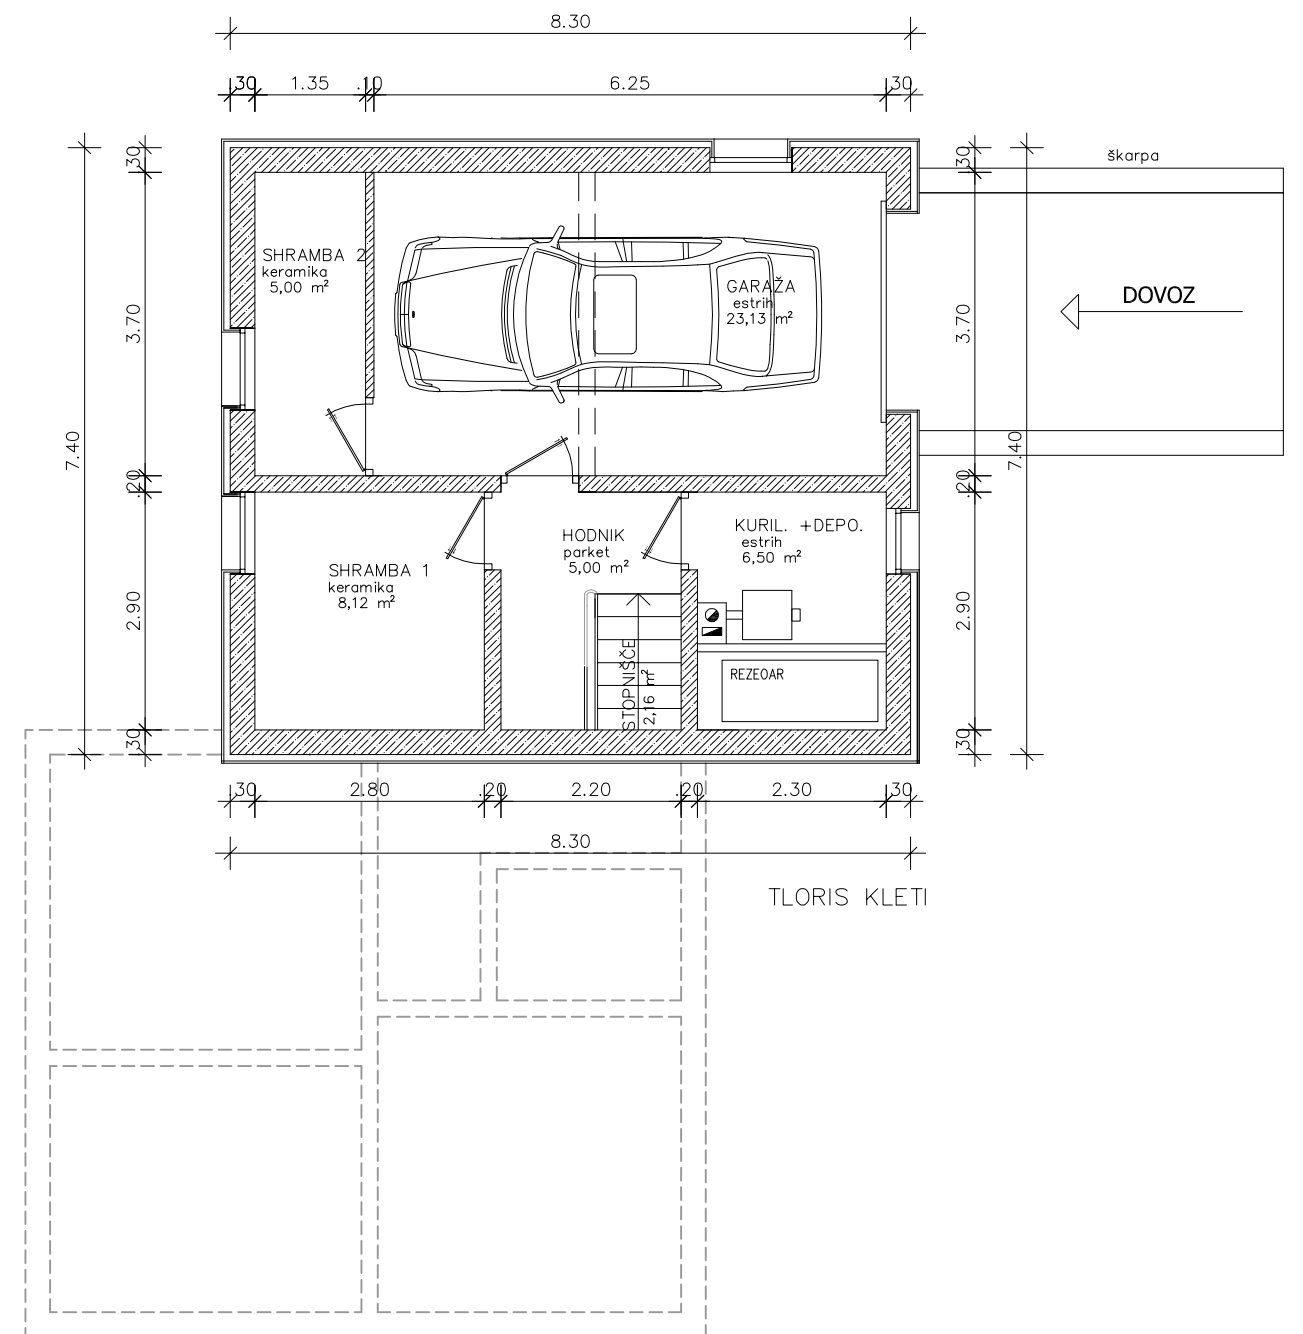 8.30
.30 1.35 .10 6.25 .30
škarpa
.30
3.70
.20
2.90
.30
7.40
.30
3.70
.20
2.90
.30
7.40
SHRAMBA 2
keramika
5,00 m²
GARAŽA
estrih
23,13 m²
DOVOZ
SHRAMBA 1
keramika
8,12 m²
HODNIK
parket
5,00 m²
KURIL. +DEPO.
estrih
6,50 m²
STOPNIŠČE
2,16 m²
REZEOAR
.30 2.80 .20 2.20 .20 2.30 .30
8.30
TLORIS KLETI